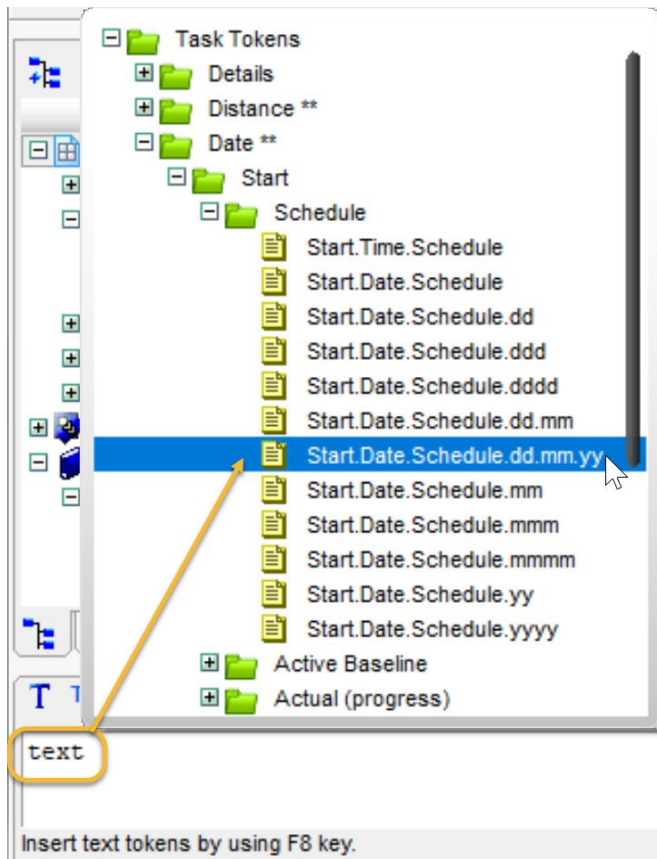 Task Tokens
Details
Distance **
Date **
Start
Schedule
Start.Time.Schedule
Start.Date.Schedule
Start.Date.Schedule.dd
Start.Date.Schedule.ddd
Start.Date.Schedule.dddd
Start.Date.Schedule.dd.mm
Start.Date.Schedule.dd.mm.yy
Start.Date.Schedule.mm
Start.Date.Schedule.mmm
Start.Date.Schedule.mmmm
Start.Date.Schedule.yy
Start.Date.Schedule.yyyy
Active Baseline
Actual (progress)
T T
text
Insert text tokens by using F8 key.